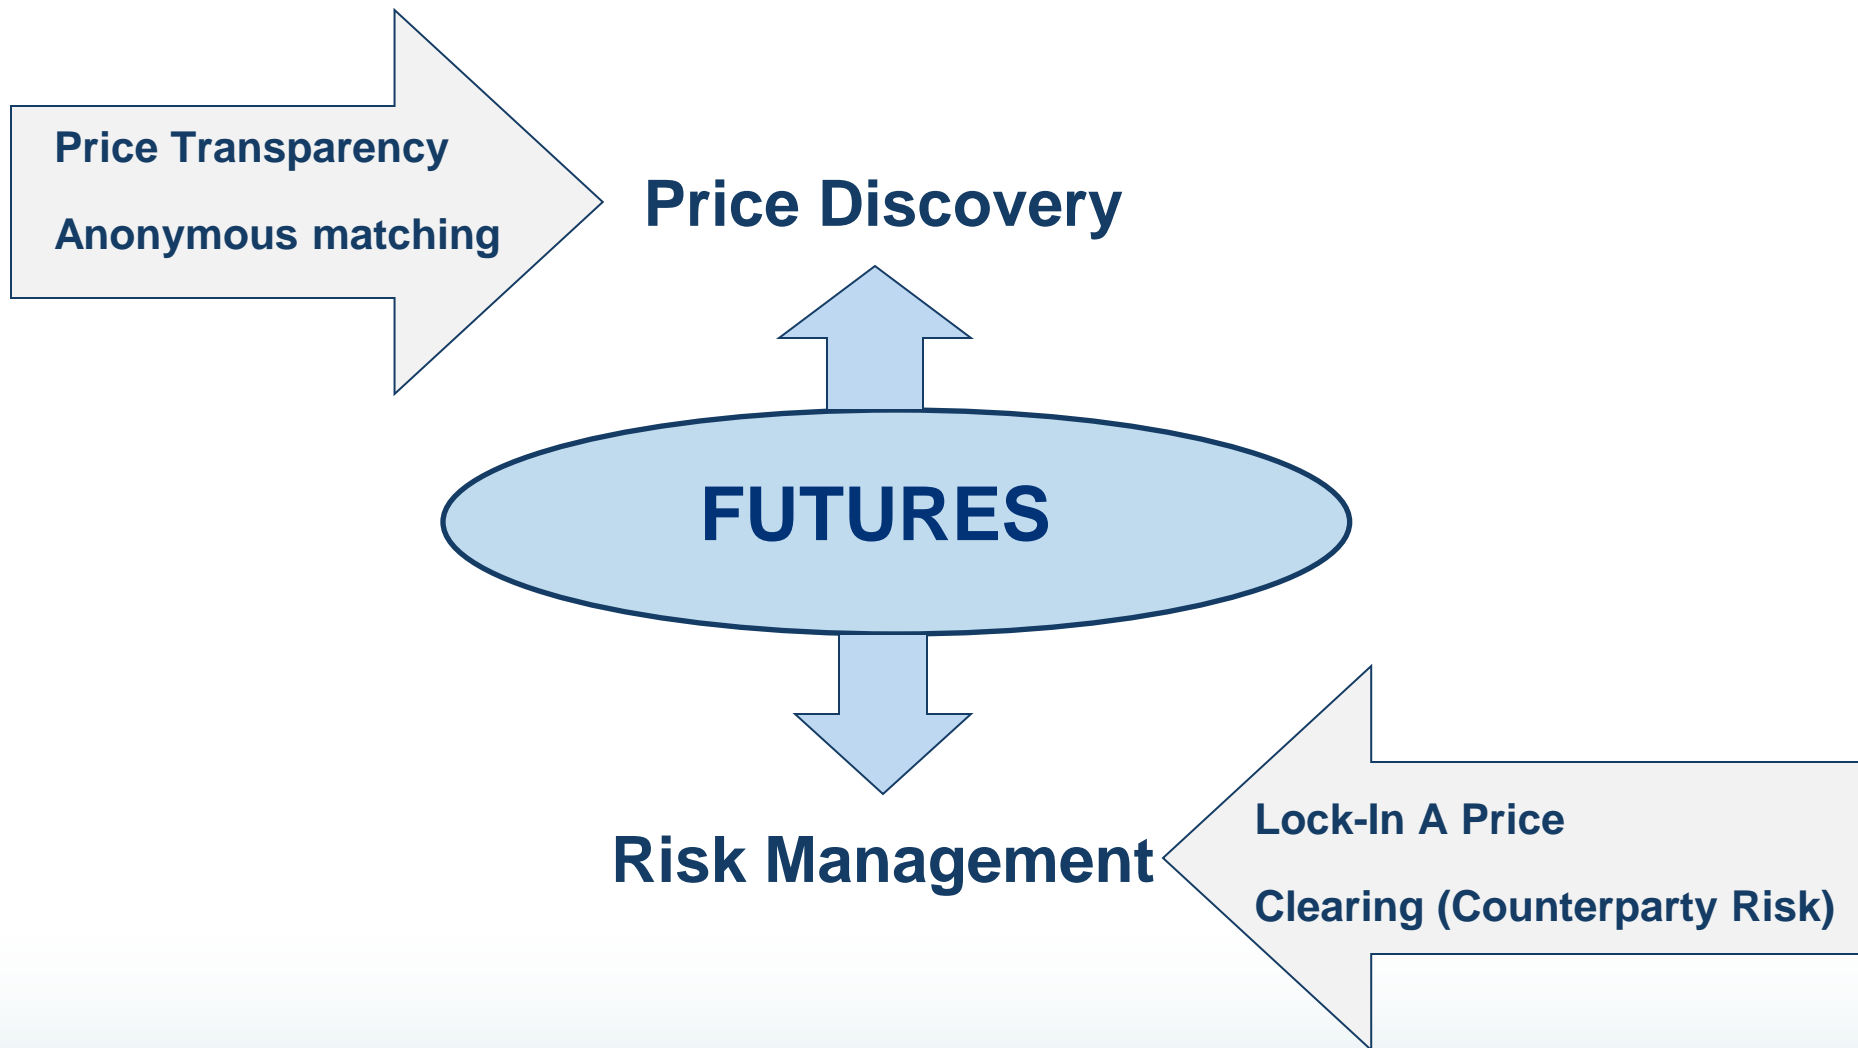 Price Transparency
Anonymous matching
Price Discovery
FUTURES
Risk Management
Lock-In A Price
Clearing (Counterparty Risk)